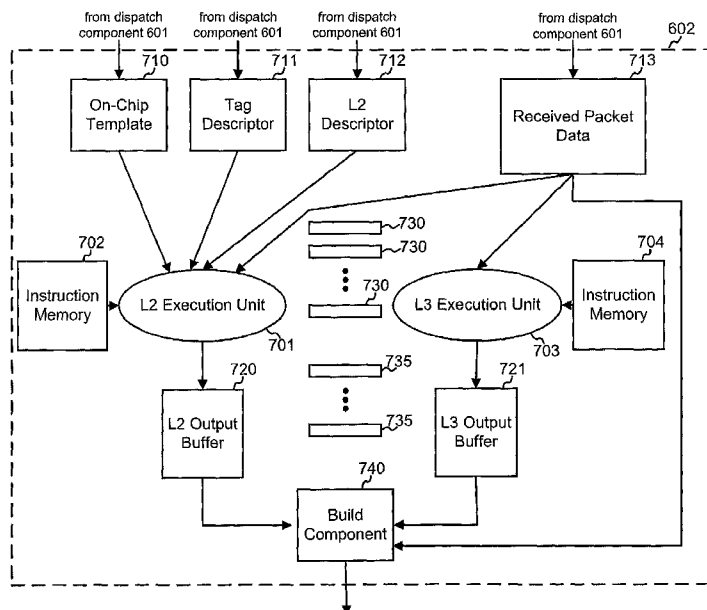 from dispatch
component 601
from dispatch
component 601
from dispatch
component 601
from dispatch
component 601
602
710
711
712
713
On-Chip
Template
Tag
Descriptor
L2
Descriptor
Received Packet
Data
730
730
702
704
730
Instruction
Memory
L2 Execution Unit
L3 Execution Unit
Instruction
Memory
701
703
720
735
721
L2 Output
Buffer
L3 Output
Buffer
735
740
Build
Component